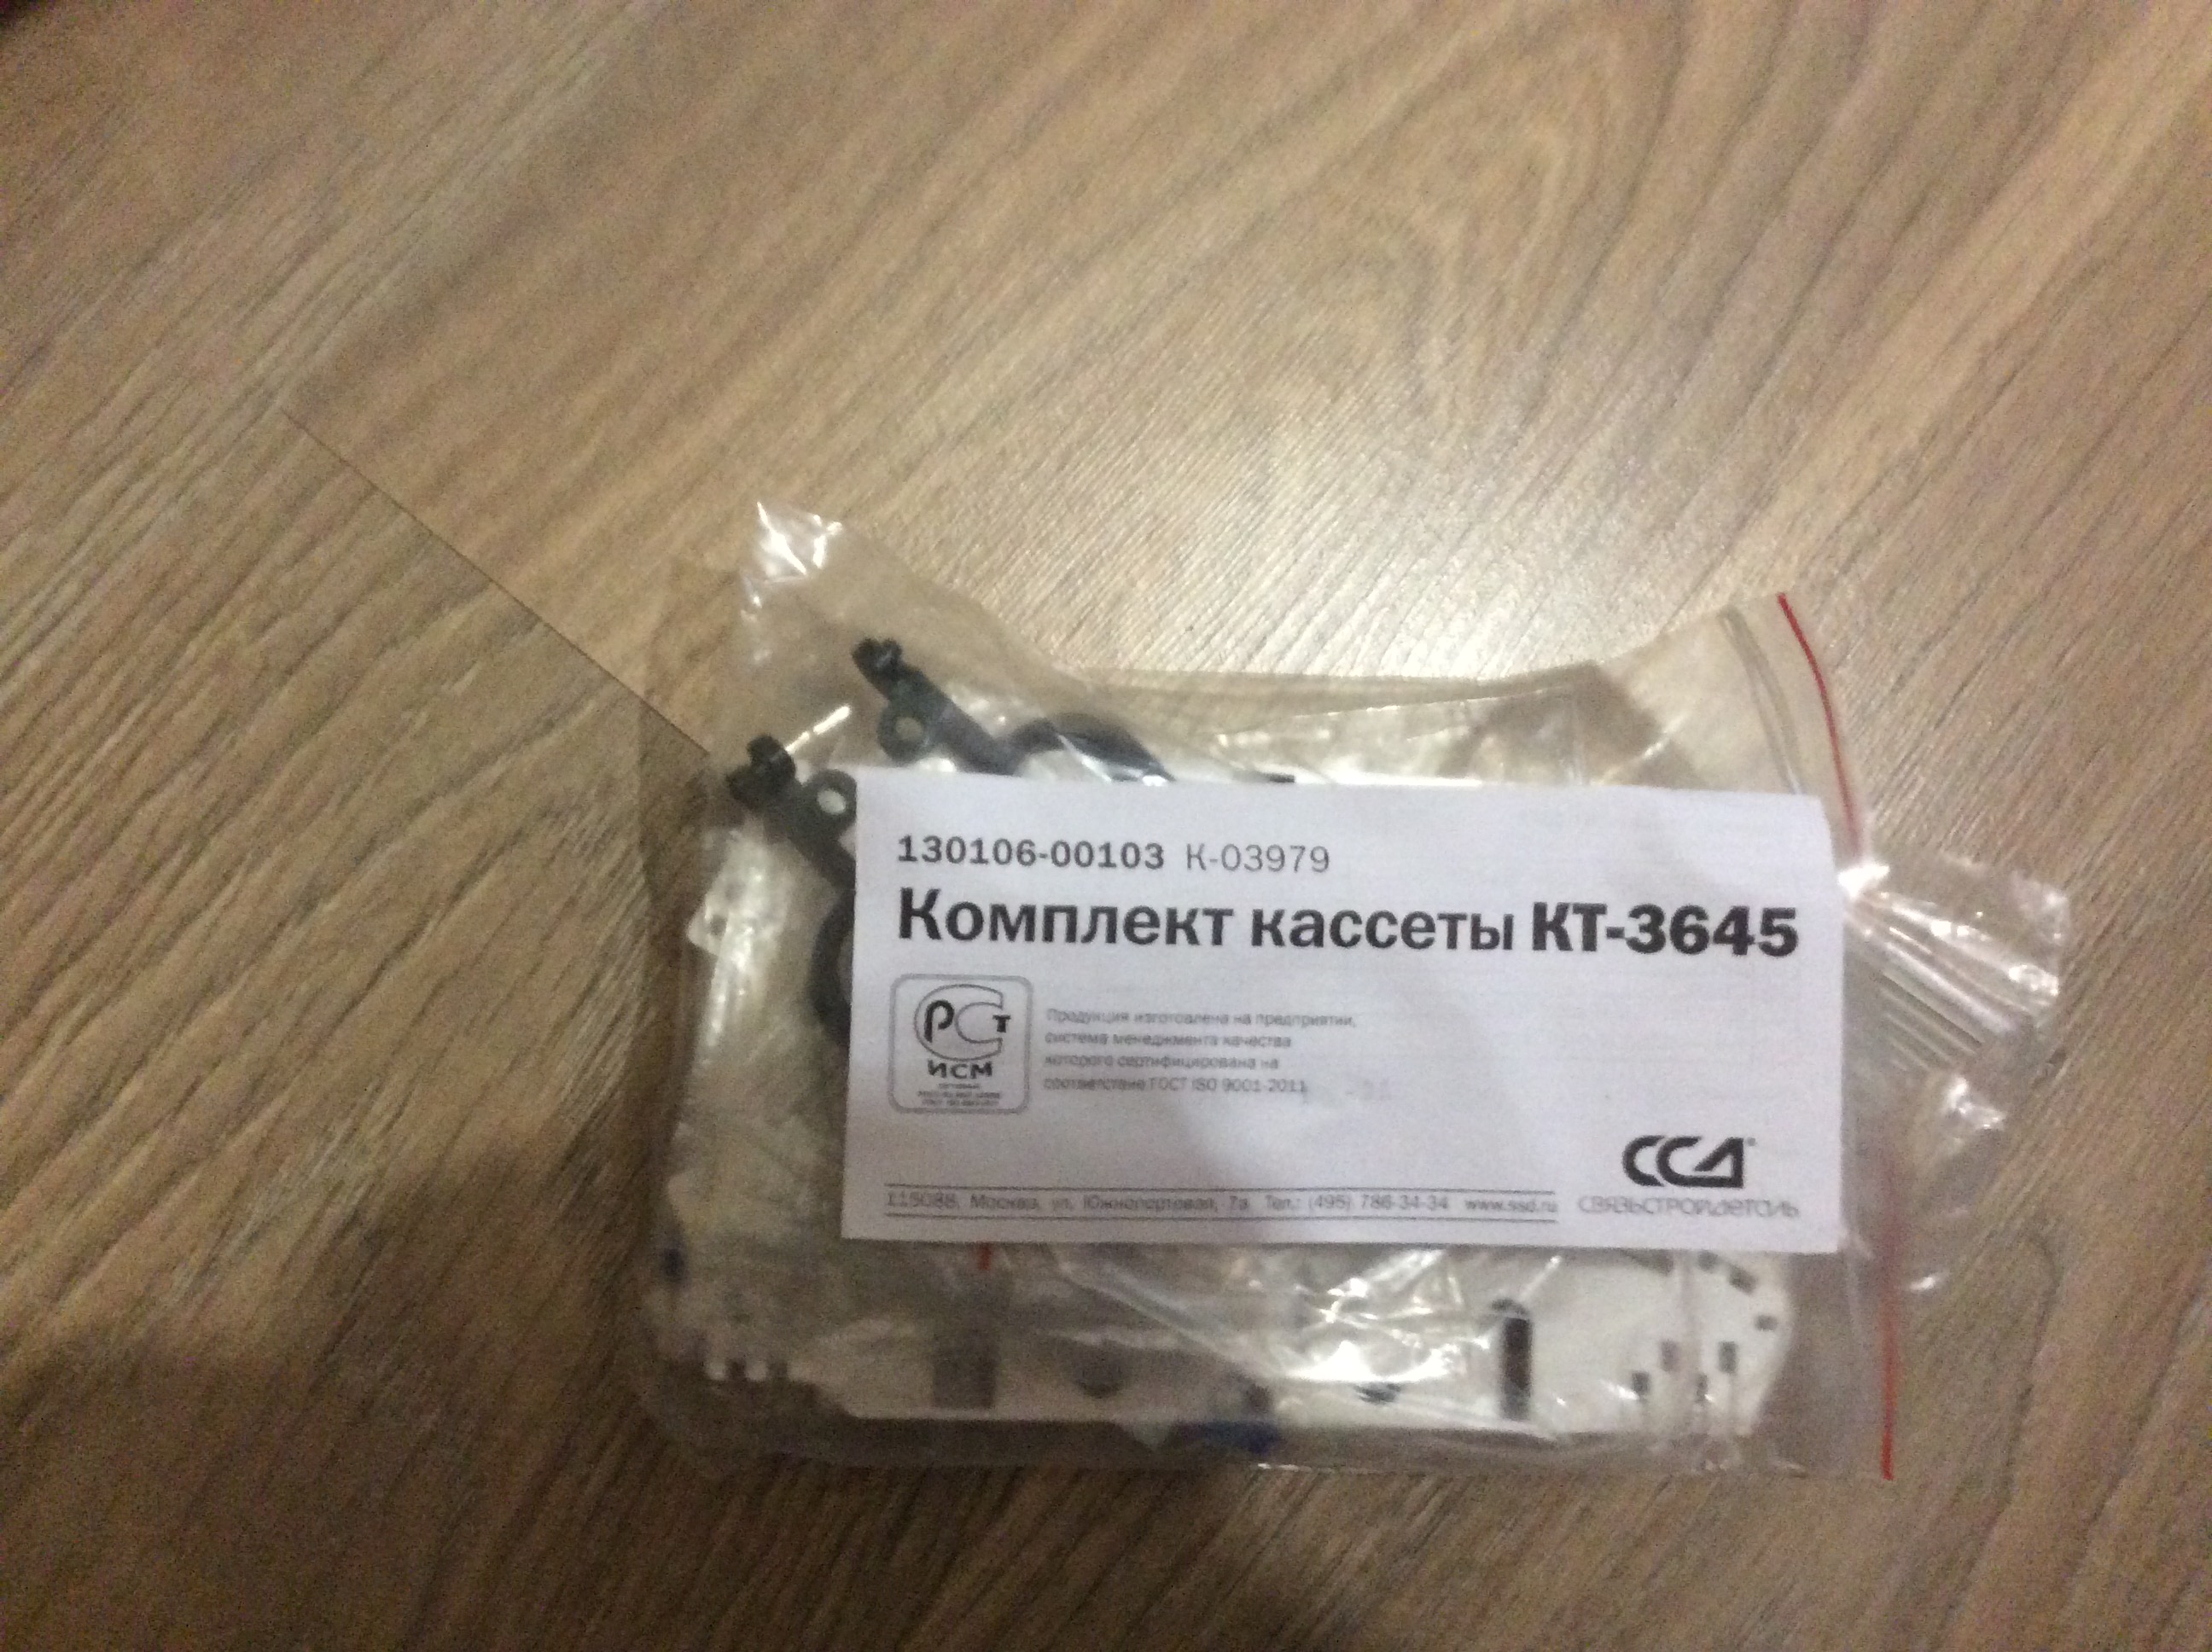 130106-00103 К-03979
Комплект кассеты КТ-3645
РСТ
ИСМ
Продукция изготовлена на предприятии,
система менеджмента качества
которого сертифицирована на
соответствие ГОСТ ISO 9001-2011
ССД
115088, Москва, ул. Южнопортовая, 7а Тел.: (495) 786-34-34 www.ssd.ru
СВЯЗЬСТРОЙДЕТАЛЬ